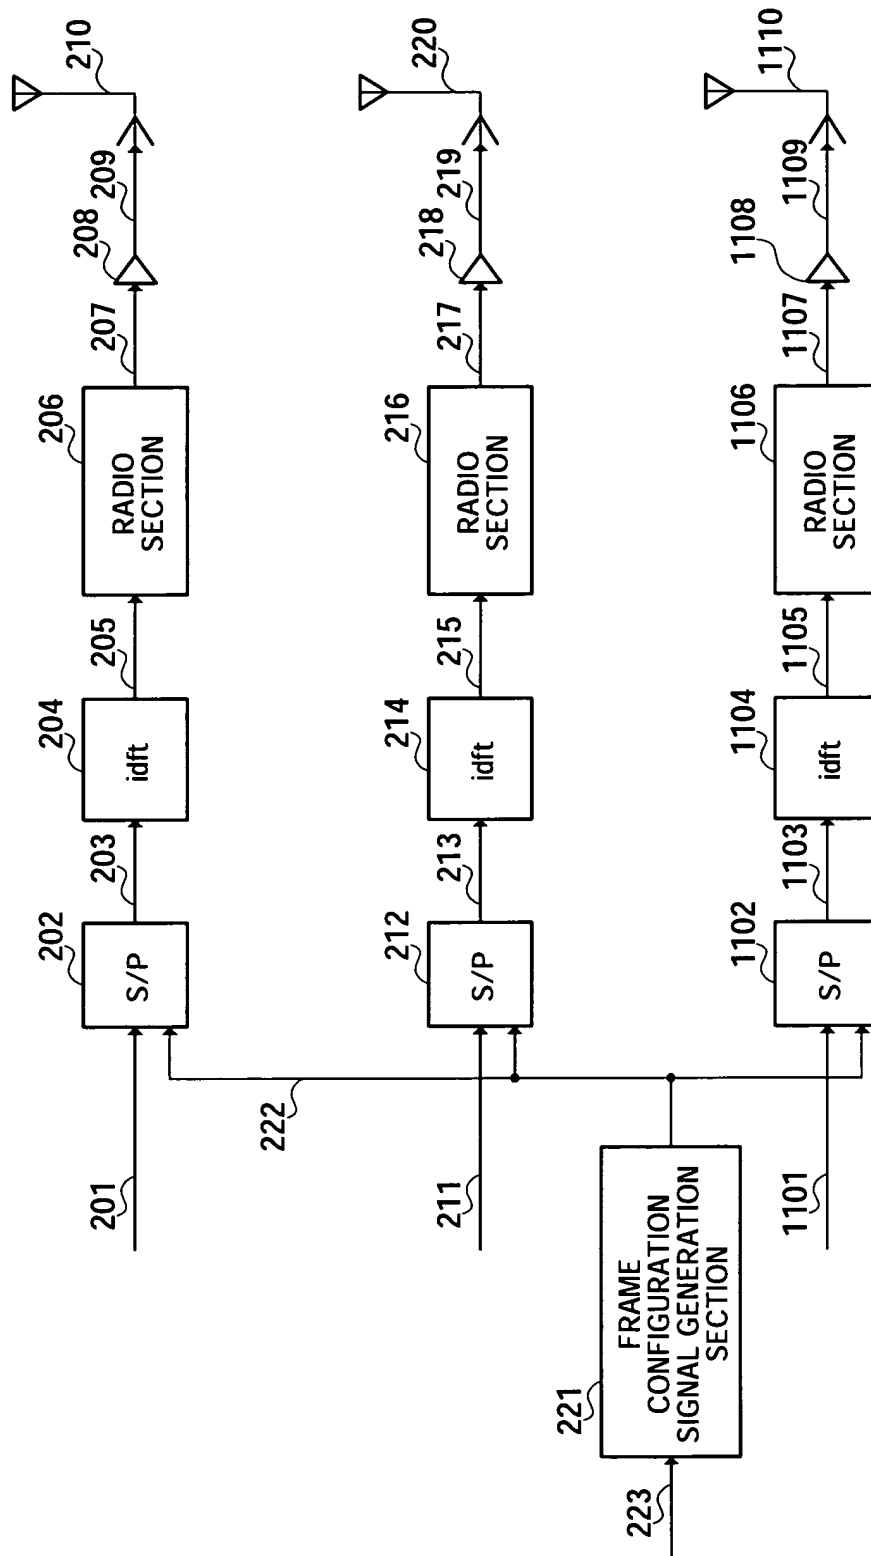 201
202
S/P
203
204
idft
205
206
RADIO
SECTION
207
208
209
210
222
211
212
S/P
213
214
idft
215
216
RADIO
SECTION
217
218
219
220
223
221
FRAME
CONFIGURATION
SIGNAL GENERATION
SECTION
1101
1102
S/P
1103
1104
idft
1105
1106
RADIO
SECTION
1107
1108
1109
1110